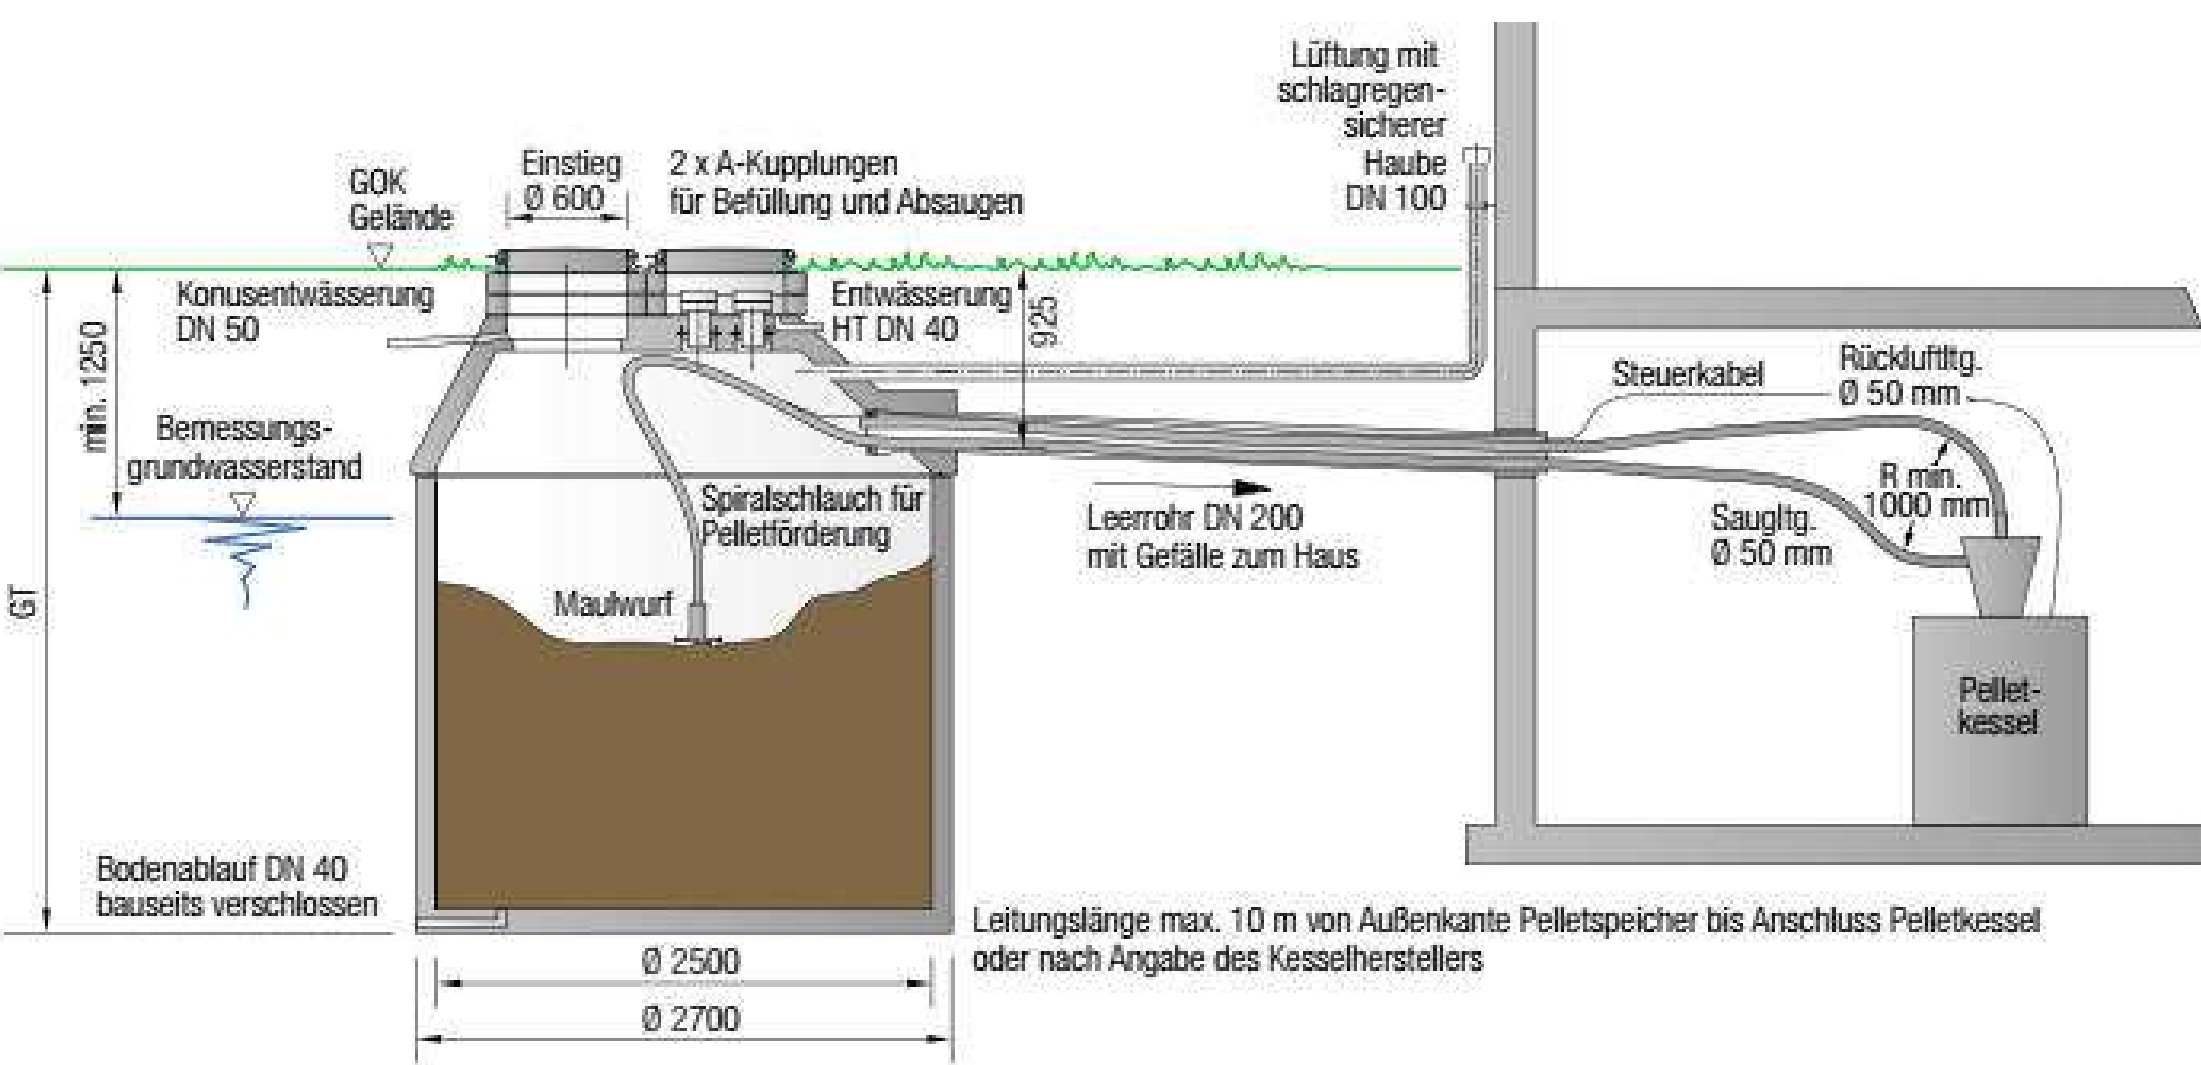 Lüftung mit
schlagregen-
sicherer
Haube
DN 100
GOK
Gelände
Einstieg
Ø 600
2 x A-Kupplungen
für Befüllung und Absaugen
Konusentwässerung
DN 50
Entwässerung
HT DN 40
925
min. 1250
Bemessungs-
grundwasserstand
Steuerkabel
Rückluftltg.
Ø 50 mm
R min.
1000 mm
Saugltg.
Ø 50 mm
Spiralschlauch für
Pelletförderung
Leerrohr DN 200
mit Gefälle zum Haus
Maulwurf
GT
Pellet-
kessel
Bodenablauf DN 40
bauseits verschlossen
Leitungslänge max. 10 m von Außenkante Pelletspeicher bis Anschluss Pelletkessel
oder nach Angabe des Kesselherstellers
Ø 2500
Ø 2700